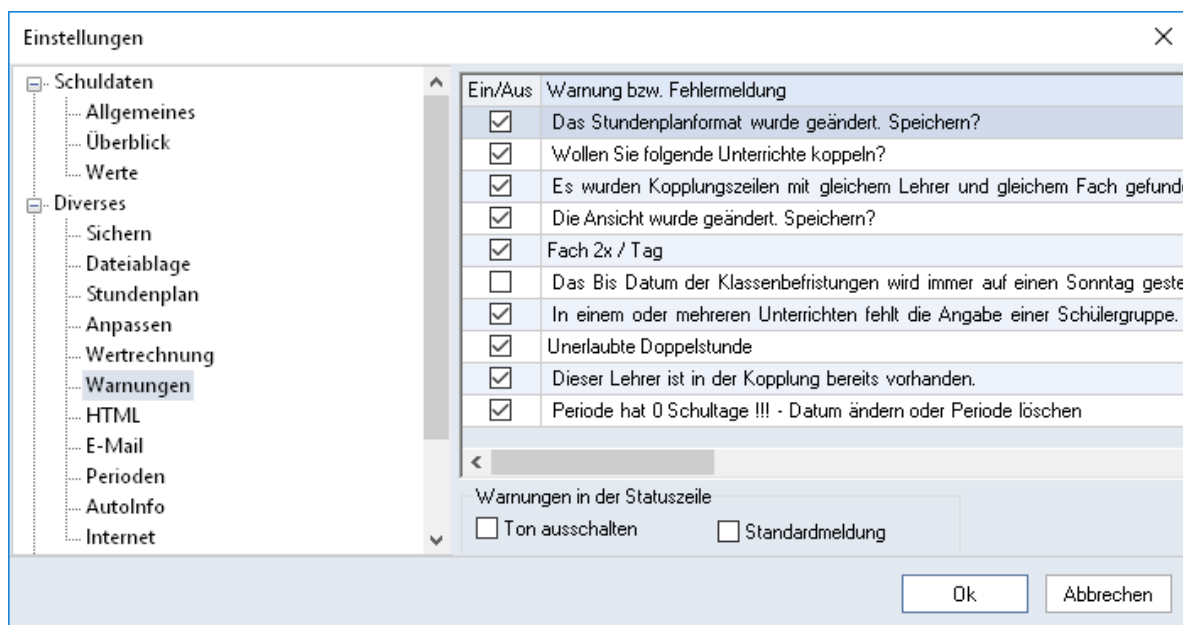 Einstellungen
Schuldaten
Allgemeines
Überblick
Werte
Diverses
Sichern
Dateiablage
Stundenplan
Anpassen
Wertrechnung
Warnungen
HTML
E-Mail
Perioden
AutoInfo
Internet
Ein/Aus Warnung bzw. Fehlermeldung
Das Stundenplanformat wurde geändert. Speichern?
Wollen Sie folgende Unterrichte koppeln?
Es wurden Kopplungszeilen mit gleichem Lehrer und gleichem Fach
Die Ansicht wurde geändert. Speichern?
Fach 2x / Tag
Das Bis Datum der Klassenbefristungen wird immer auf einen Sonntag
In einem oder mehreren Unterrichten fehlt die Angabe einer Schülergruppe.
Unerlaubte Doppelstunde
Dieser Lehrer ist in der Kopplung bereits vorhanden.
Periode hat 0 Schultage !!! - Datum ändern oder Periode löschen
Warnungen in der Statuszeile
Ton ausschalten Standardmeldung
Ok Abbrechen